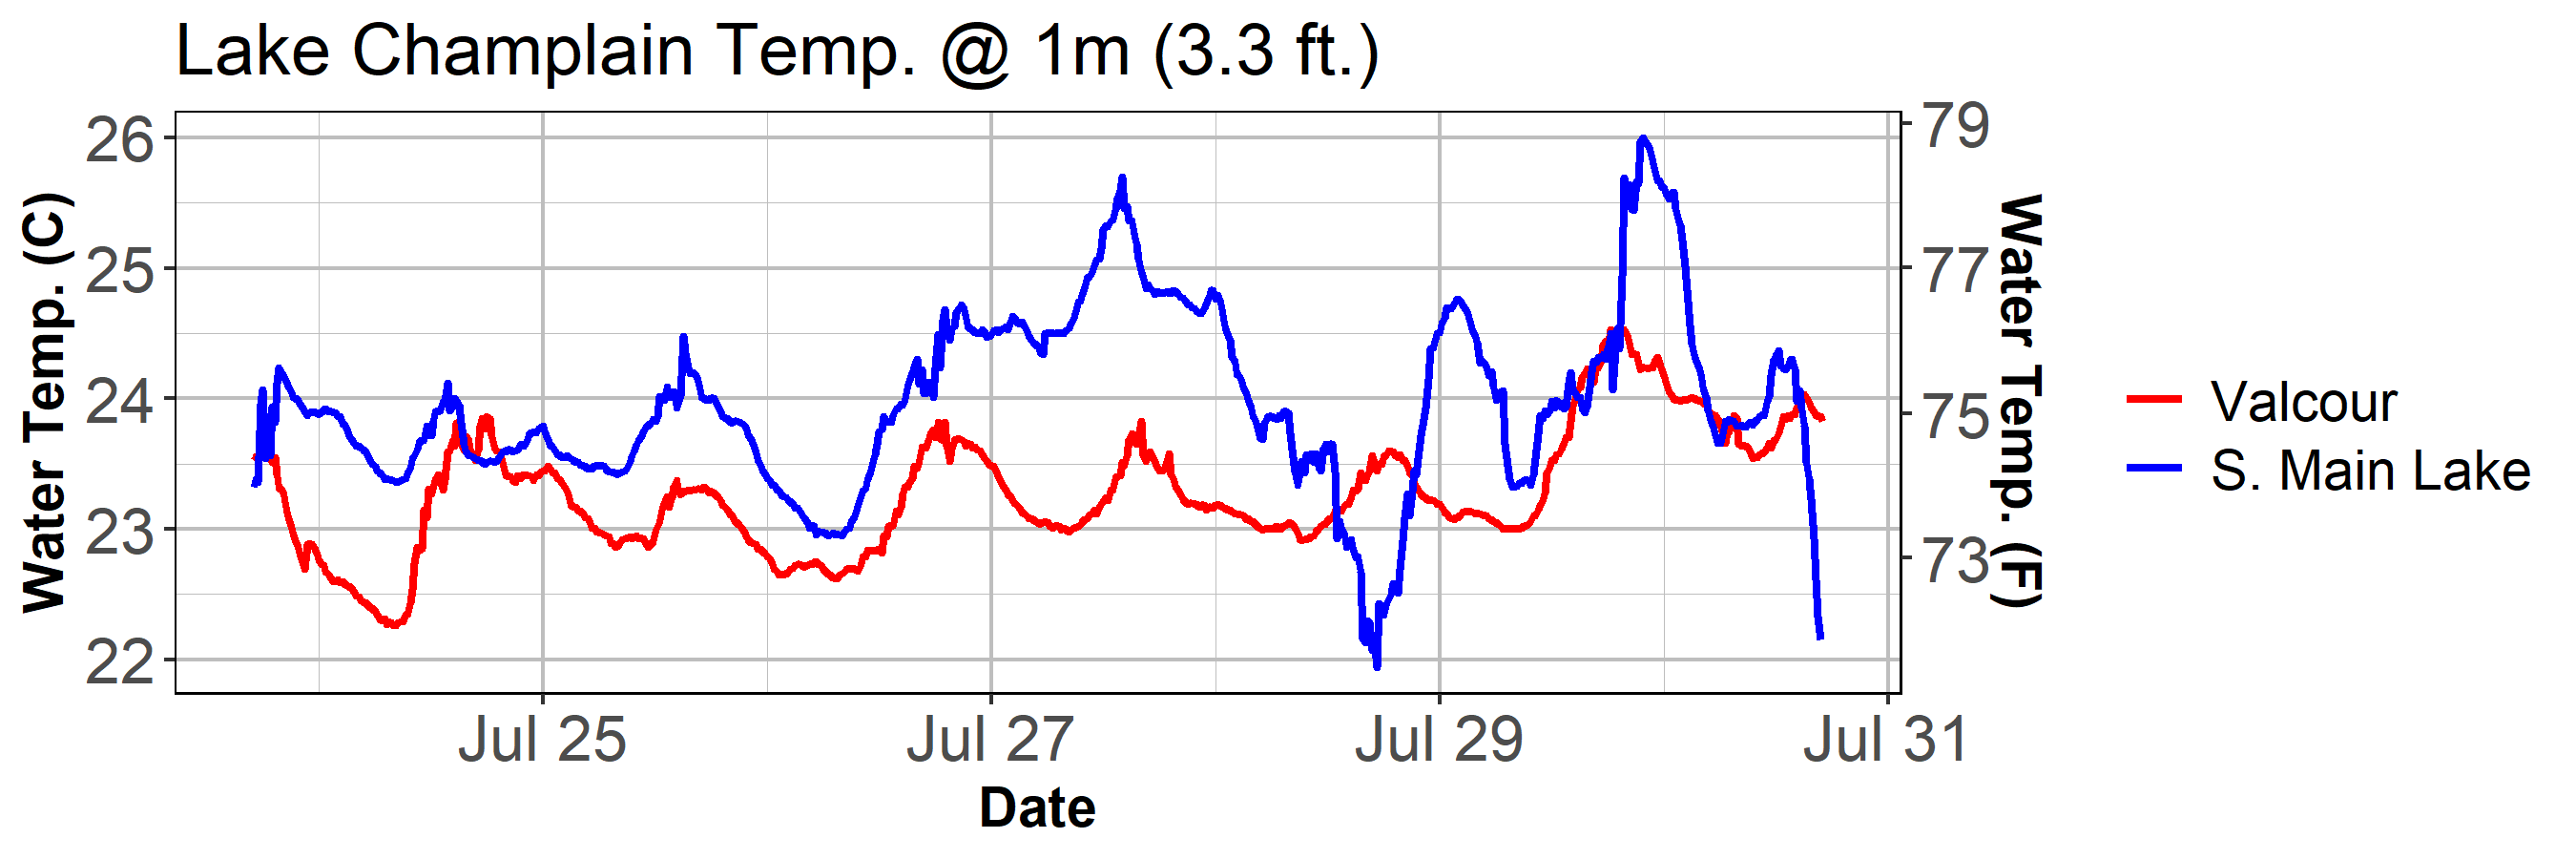 Lake Champlain Temp. @ 1m (3.3 ft.)
Water Temp. (C)
26
25
24
23
22
79
77
75
73
Water Temp. (F)
Jul 25
Jul 27
Jul 29
Jul 31
Date
Valcour
S. Main Lake